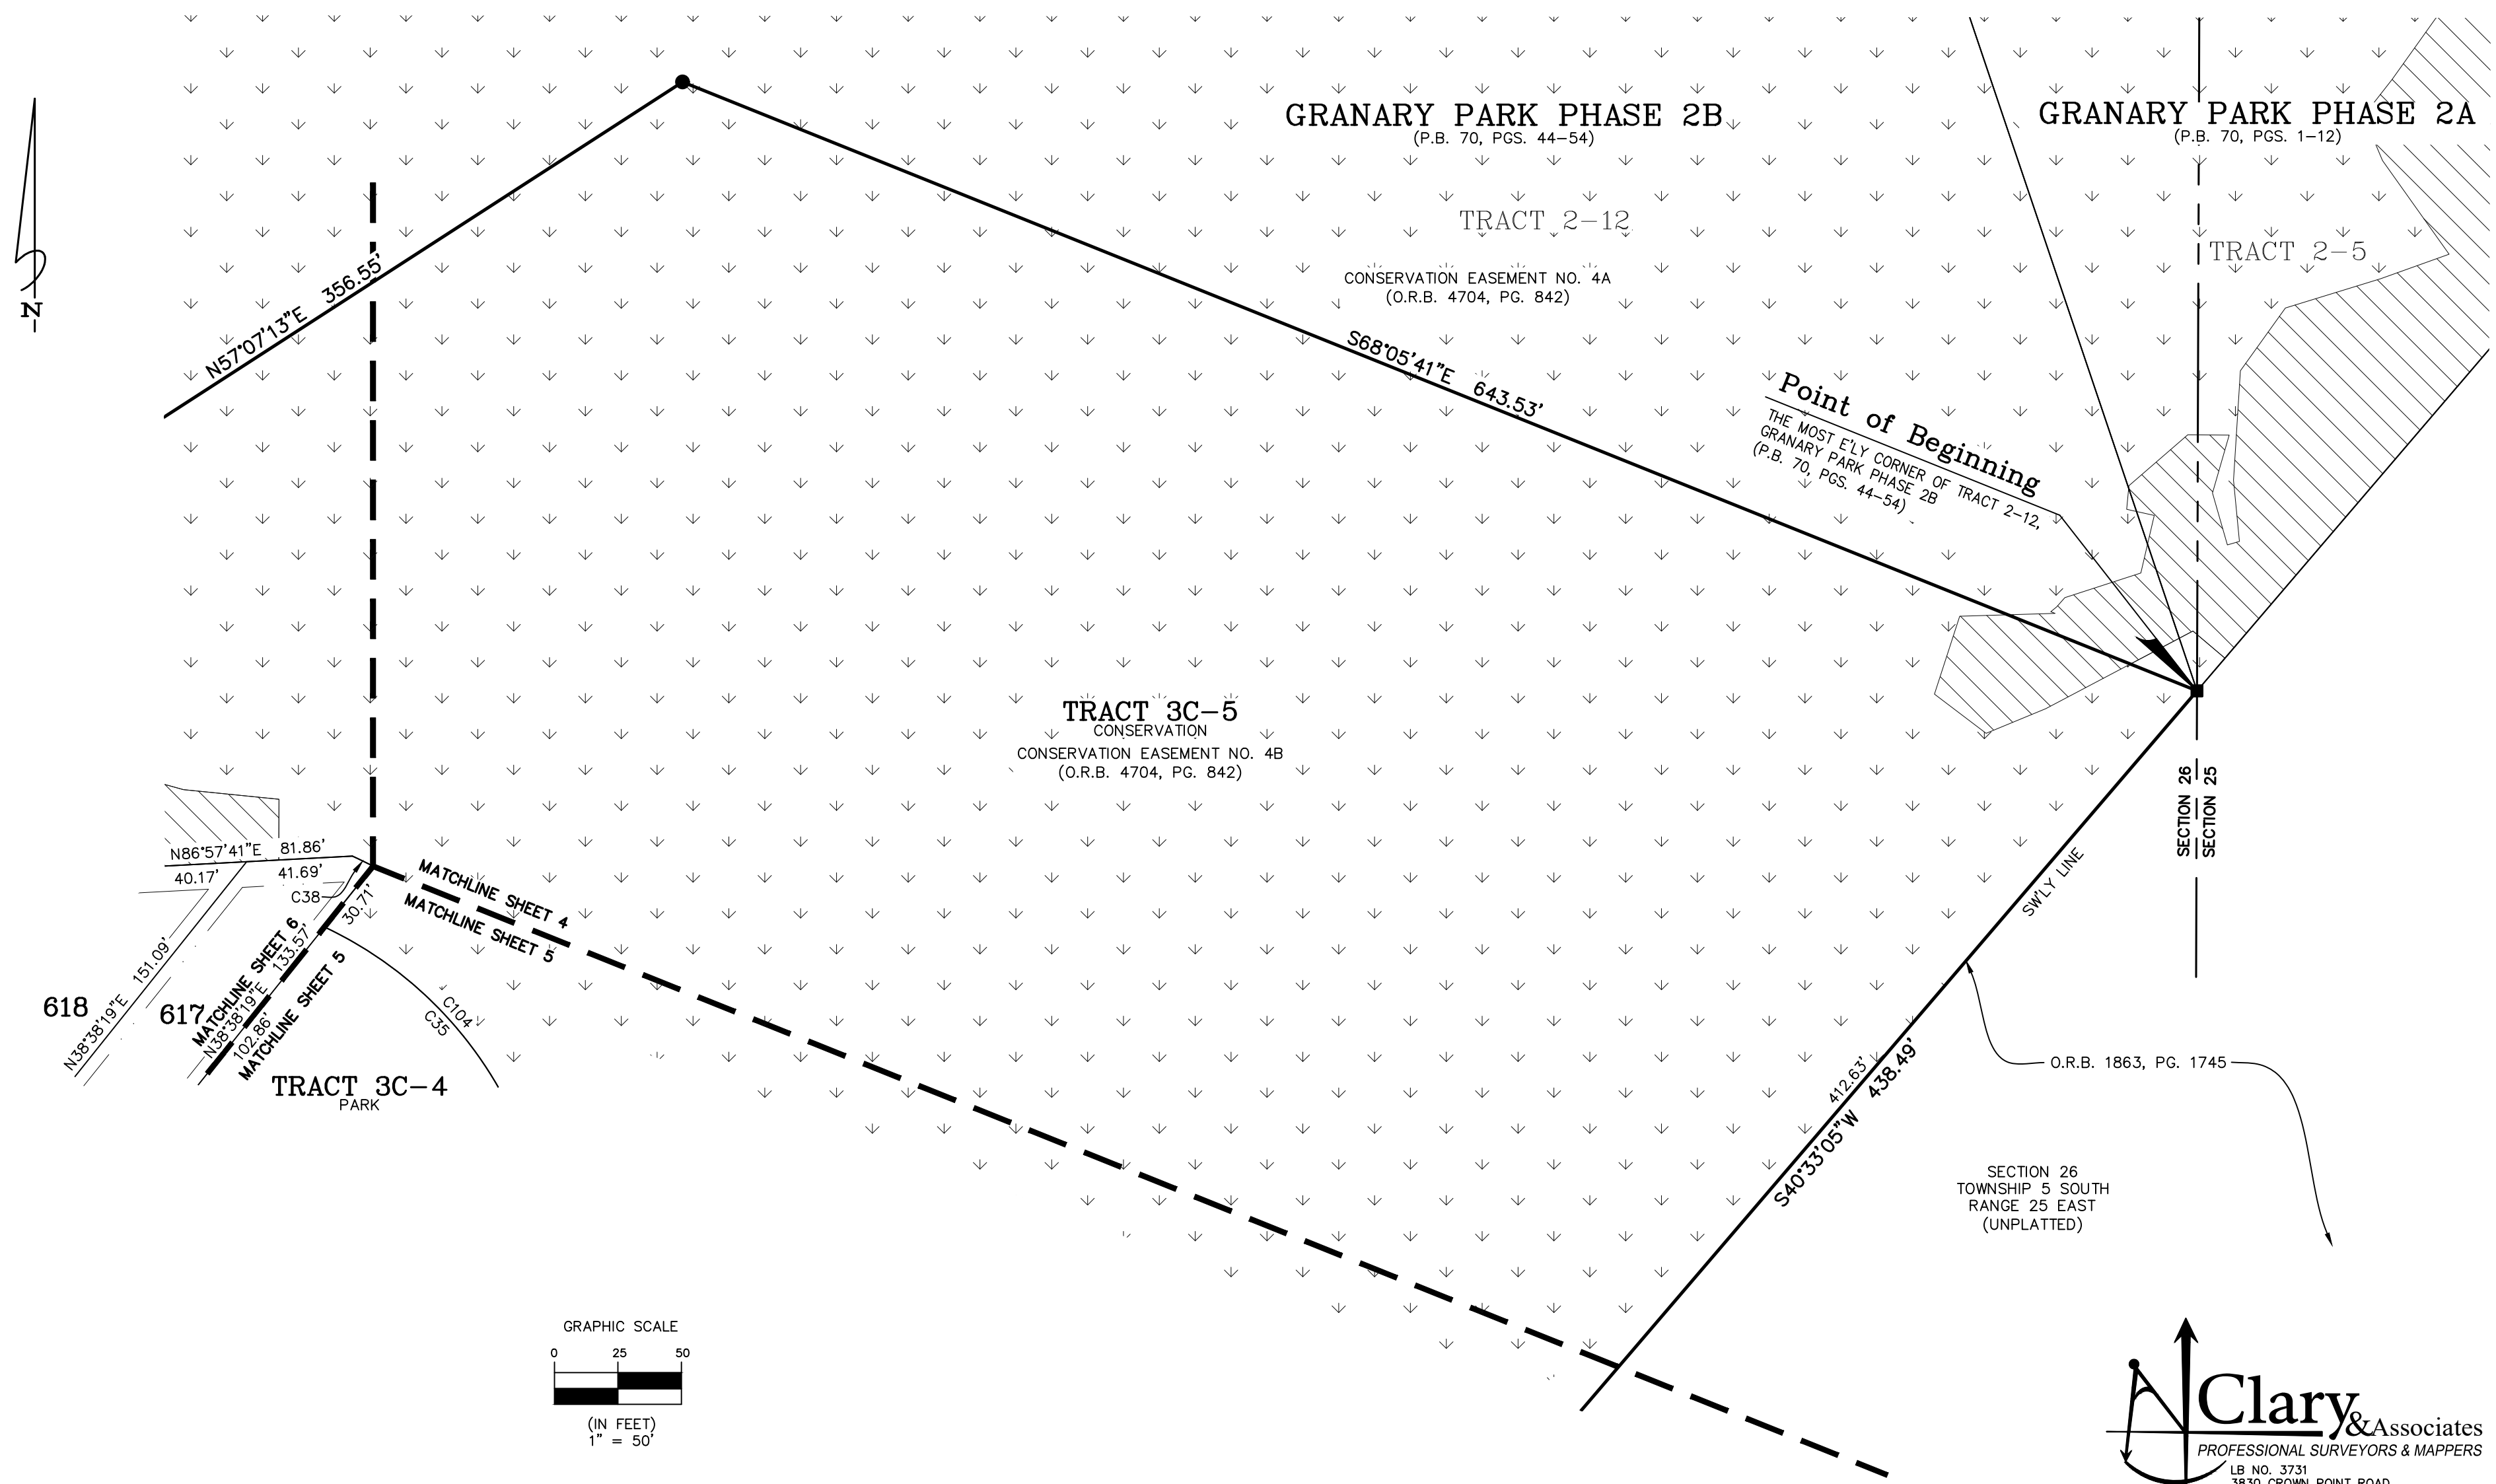 GRANARY PARK PHASE 2B
(P.B. 70, PGS. 44-54)
GRANARY PARK PHASE 2A
(P.B. 70, PGS. 1-12)
TRACT 2-12
TRACT 2-5
CONSERVATION EASEMENT NO. 4A
(O.R.B. 4704, PG. 842)
N
N57°07'13"E 356.55'
S68°05'41"E 643.53'
Point of Beginning
THE MOST E'LY CORNER OF TRACT 2-12,
GRANARY PARK PHASE 2B
(P.B. 70, PGS. 44-54)
TRACT 3C-5
CONSERVATION
CONSERVATION EASEMENT NO. 4B
(O.R.B. 4704, PG. 842)
SECTION 26
SECTION 25
N86°57'41"E 81.86'
40.17'
41.69'
C38
30.71'
MATCHLINE SHEET 4
MATCHLINE SHEET 5
SW'LY LINE
N38°38'19"E 151.09'
618
617
MATCHLINE SHEET 6
133.57'
N38°38'19"E
102.86'
MATCHLINE SHEET 5
C104
C35
TRACT 3C-4
PARK
412.63'
S40°33'05"W 438.49'
O.R.B. 1863, PG. 1745
SECTION 26
TOWNSHIP 5 SOUTH
RANGE 25 EAST
(UNPLATTED)
GRAPHIC SCALE
0 25 50
(IN FEET)
1" = 50'
Clary
& Associates
PROFESSIONAL SURVEYORS & MAPPERS
LB NO. 3731
3830 CROWN POINT ROAD